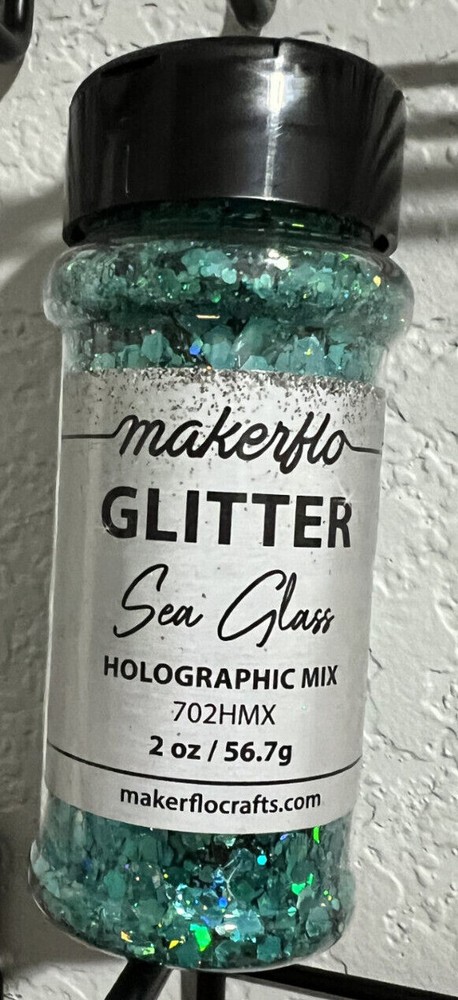 makerflo
GLITTER
Sea Glass
HOLOGRAPHIC MIX
702HMX
2 oz / 56.7g
makerflocrafts.com